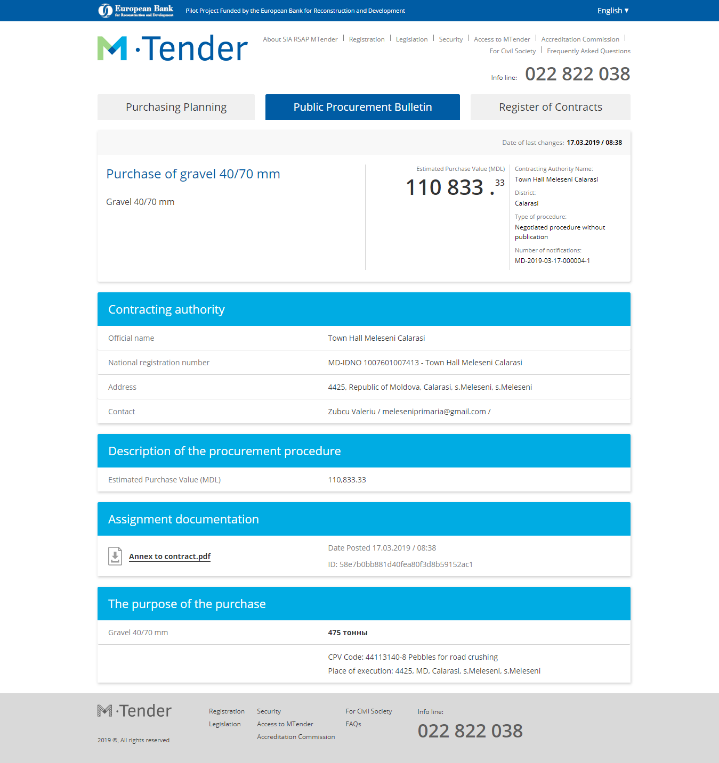 European Bank
for Reconstruction and Development
Pilot Project Funded by the European Bank for Reconstruction and Development
English ▾
M·Tender
About SIA RSAP MTender | Registration | Legislation | Security | Access to MTender | Accreditation Commission |
For Civil Society | Frequently Asked Questions
Info line: 022 822 038
Purchasing Planning
Public Procurement Bulletin
Register of Contracts
Date of last changes: 17.03.2019 / 08:38
Purchase of gravel 40/70 mm
Gravel 40/70 mm
Estimated Purchase Value (MDL)
110 833 .33
Contracting Authority Name:
Town Hall Meleseni Calarasi
District:
Calarasi
Type of procedure:
Negotiated procedure without
publication
Number of notifications:
MD-2019-03-17-000004-1
Contracting authority
Official name Town Hall Meleseni Calarasi
National registration number MD-IDNO 1007601007413 - Town Hall Meleseni Calarasi
Address 4425, Republic of Moldova, Calarasi, s.Meleseni, s.Meleseni
Contact Zubcu Valeriu / meleseniprimaria@gmail.com /
Description of the procurement procedure
Estimated Purchase Value (MDL) 110,833.33
Assignment documentation
Annex to contract.pdf
Date Posted 17.03.2019 / 08:38
ID: 58e7b0bb881d40fea80f3d8b59152ac1
The purpose of the purchase
Gravel 40/70 mm 475 тонны
CPV Code: 44113140-8 Pebbles for road crushing
Place of execution: 4425, MD, Calarasi, s.Meleseni, s.Meleseni
M·Tender
2019 ©. All rights reserved
Registration
Legislation
Security
Access to MTender
Accreditation Commission
For Civil Society
FAQs
Info line:
022 822 038